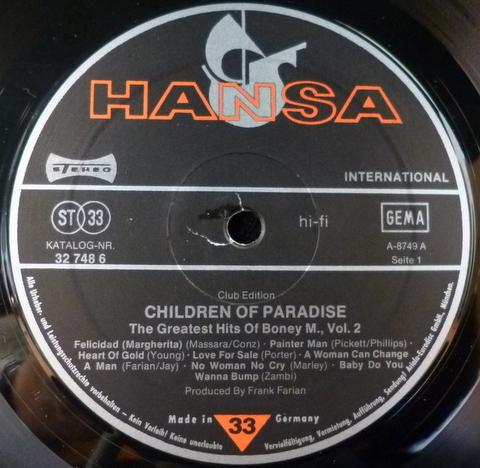 HANSA
STEREO
INTERNATIONAL
ST 33
hi-fi
GEMA
KATALOG-NR.
32 748 6
A-8749 A
Seite 1
Club Edition
CHILDREN OF PARADISE
The Greatest Hits Of Boney M., Vol. 2
Felicidad (Margherita) (Massara/Conz) · Painter Man (Pickett/Phillips) ·
Heart Of Gold (Young) · Love For Sale (Porter) · A Woman Can Change
A Man (Farian/Jay) · No Woman No Cry (Marley) · Baby Do You
Wanna Bump (Zambi)
Produced By Frank Farian
Made in 33 Germany
Alle Urheber- und Leistungsschutzrechte vorbehalten – Kein Verleih! Keine unerlaubte Vervielfältigung, Vermietung, Aufführung, Sendung! Ariola-Eurodisc GmbH, München.